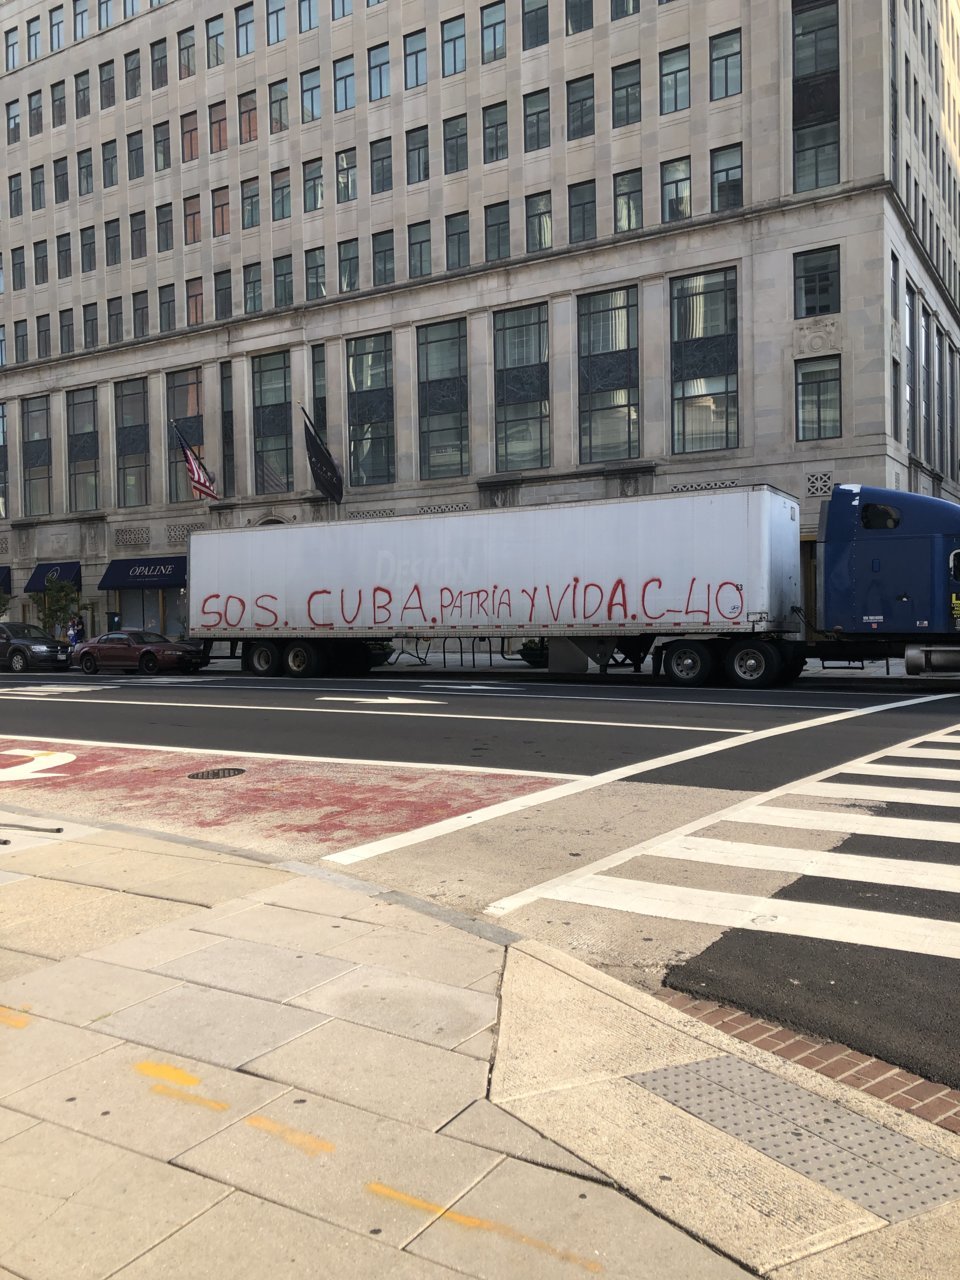 OPALINE
SOS. CUBA. PATRIA Y VIDA. C-40